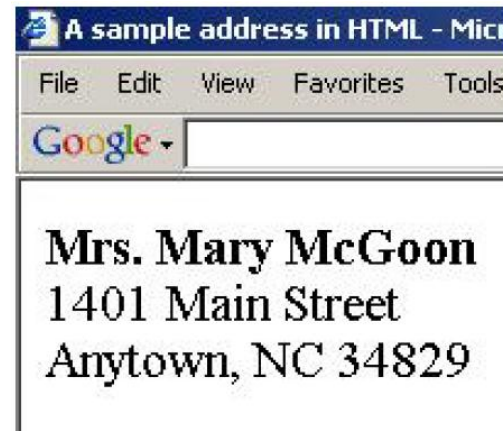 A sample address in HTML - Micr
File Edit View Favorites Tools
Google
Mrs. Mary McGoon
1401 Main Street
Anytown, NC 34829